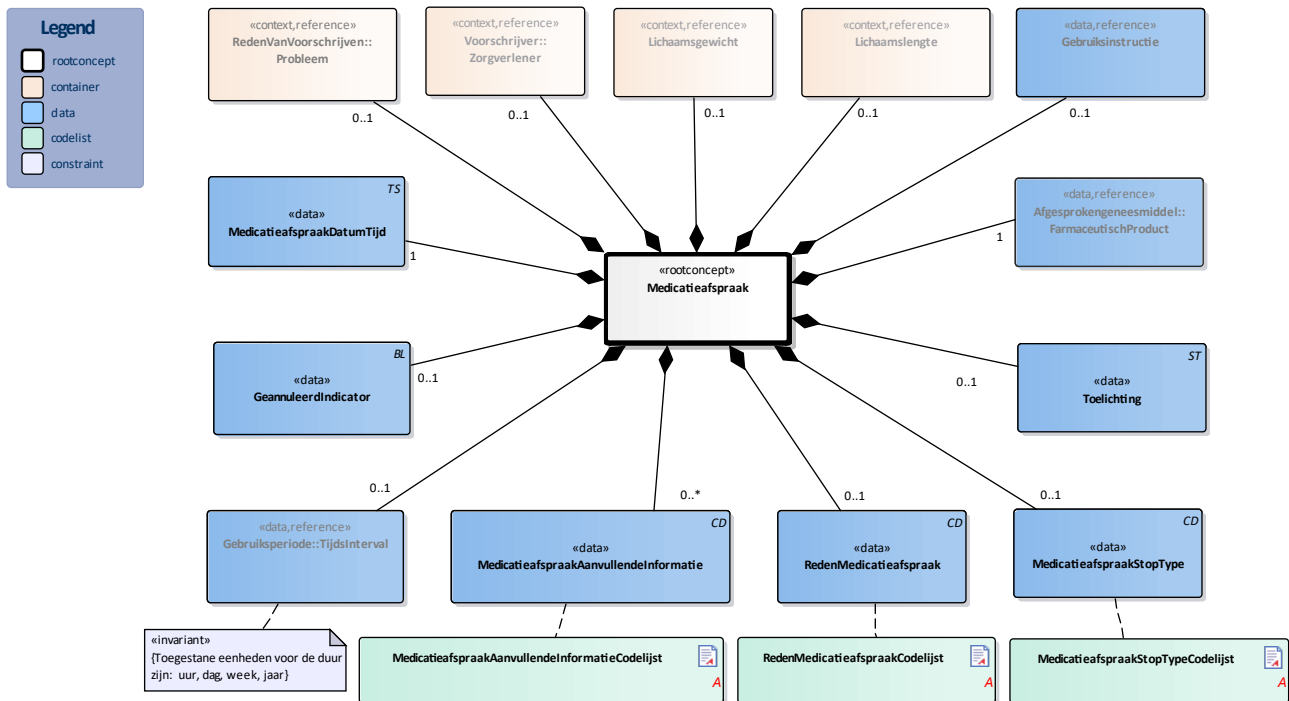 Legend
rootconcept
container
data
codelist
constraint
«context,reference»
RedenVanVoorschrijven::
Probleem
0..1
«context,reference»
Voorschrijver::
Zorgverlener
0..1
«context,reference»
Lichaamsgewicht
0..1
«context,reference»
Lichaamslengte
0..1
«data,reference»
Gebruiksinstructie
0..1
TS
«data»
MedicatieafspraakDatumTijd
1
«data,reference»
Afgesprokengeneesmiddel::
FarmaceutischProduct
1
«rootconcept»
Medicatieafspraak
BL
«data»
GeannuleerdIndicator
0..1
ST
«data»
Toelichting
0..1
«data,reference»
Gebruiksperiode::TijdsInterval
0..1
CD
«data»
MedicatieafspraakAanvullendeInformatie
0..*
CD
«data»
RedenMedicatieafspraak
0..1
CD
«data»
MedicatieafspraakStopType
0..1
«invariant»
{Toegestane eenheden voor de duur
zijn: uur, dag, week, jaar}
MedicatieafspraakAanvullendeInformatieCodelijst
A
RedenMedicatieafspraakCodelijst
A
MedicatieafspraakStopTypeCodelijst
A